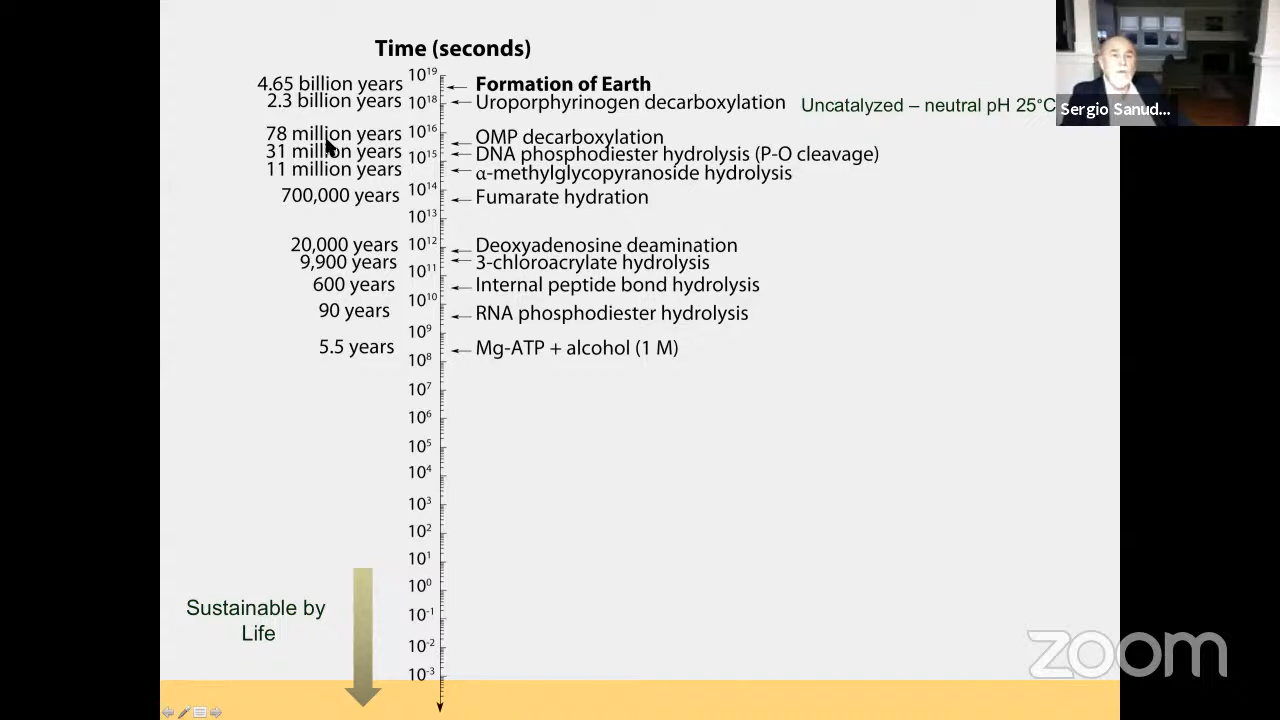 Time (seconds)
4.65 billion years 10¹⁹ Formation of Earth
2.3 billion years 10¹⁸ Uroporphyrinogen decarboxylation Uncatalyzed – neutral pH 25°C
Sergio Sanud...
78 million years 10¹⁶ OMP decarboxylation
31 million years 10¹⁵ DNA phosphodiester hydrolysis (P-O cleavage)
11 million years α-methylglycopyranoside hydrolysis
700,000 years 10¹⁴ Fumarate hydration
10¹³
20,000 years 10¹² Deoxyadenosine deamination
9,900 years 10¹¹ 3-chloroacrylate hydrolysis
600 years Internal peptide bond hydrolysis
10¹⁰
90 years RNA phosphodiester hydrolysis
10⁹
5.5 years Mg-ATP + alcohol (1 M)
10⁸
10⁷
10⁶
10⁵
10⁴
10³
10²
10¹
10⁰
Sustainable by
Life
10⁻¹
10⁻²
10⁻³
zoom